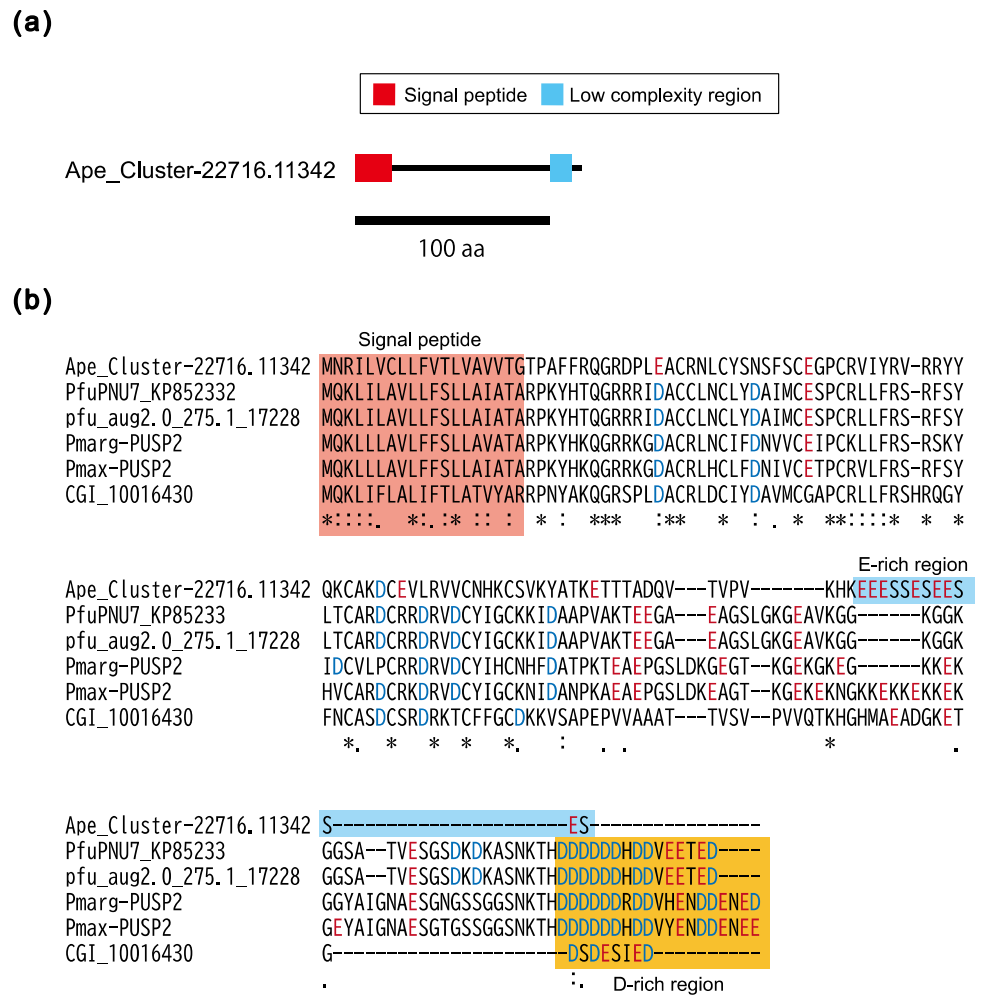 (a)
Signal peptide
Low complexity region
Ape_Cluster-22716.11342
100 aa
(b)
Signal peptide
Ape_Cluster-22716.11342 MNRILVCLLFVTLVAVVTGTPAFFRQGRDPLEACRNLCYSNSFSCEGPCRVIYRV-RRYY
PfuPNU7_KP852332 MQKLILAVLLFSLLAIATARPKYHTQGRRRIDACCLNCLYDAIMCESPCRLLFRS-RFSY
pfu_aug2.0_275.1_17228 MQKLILAVLLFSLLAIATARPKYHTQGRRRIDACCLNCLYDAIMCESPCRLLFRS-RFSY
Pmarg-PUSP2 MQKLLLAVLFFSLLAIATARPKYHKQGRRKGDACRLNCIFDNVVCEIPCKLLFRS-RSKY
Pmax-PUSP2 MQKLLLAVLFFSLLAIATARPKYHKQGRRKGDACRLHCLFDNIVCETPCRVLFRS-RFSY
CGI_10016430 MQKLIFLALIFTLATVYARRPNYAKQGRSPLDACRLDCIYDAVMCGAPCRLLFRSHRQGY
*::::.  *:.:* :: :  * :  ***   :**   *  : . *  **::::*  *  *
E-rich region
Ape_Cluster-22716.11342 QKCAKDCEVLRVVCNHKCSVKYATKETTTADQV---TVPV-----KHKEEESSESEES
PfuPNU7_KP85233 LTCARDCRRDRVDCYIGCKKIDAAPVAKTEEGA---EAGSLGKGEAVKGG------KGGK
pfu_aug2.0_275.1_17228 LTCARDCRRDRVDCYIGCKKIDAAPVAKTEEGA---EAGSLGKGEAVKGG------KGGK
Pmarg-PUSP2 IDCVLPCRRDRVDCYIHCNHFDATPKTEAEPGSLDKGEGT--KGEKGKEG------KKEK
Pmax-PUSP2 HVCARDCRKDRVDCYIGCKNIDANPKAEAEPGSLDKEAGT--KGEKEKNGKKEKKEKKEK
CGI_10016430 FNCASDCSRDRKTCFFGCDKKVSAPEPVVAAAT---TVSV--PVVQTKHGHMAEADGKET
*.  *   *  *    *.    :   . .                   *           .
Ape_Cluster-22716.11342 S----------------------ES----------------
PfuPNU7_KP85233 GGSA--TVESGSDKDKASNKTHDDDDDDHDDVEETED----
pfu_aug2.0_275.1_17228 GGSA--TVESGSDKDKASNKTHDDDDDDHDDVEETED----
Pmarg-PUSP2 GGYAIGNAESGNGSSGGSNKTHDDDDDDRDDVHENDDENED
Pmax-PUSP2 GEYAIGNAESGTGSSGGSNKTHDDDDDDHDDVYENDDENEE
CGI_10016430 G----------------------DSDESIED----------
.                      :.
D-rich region